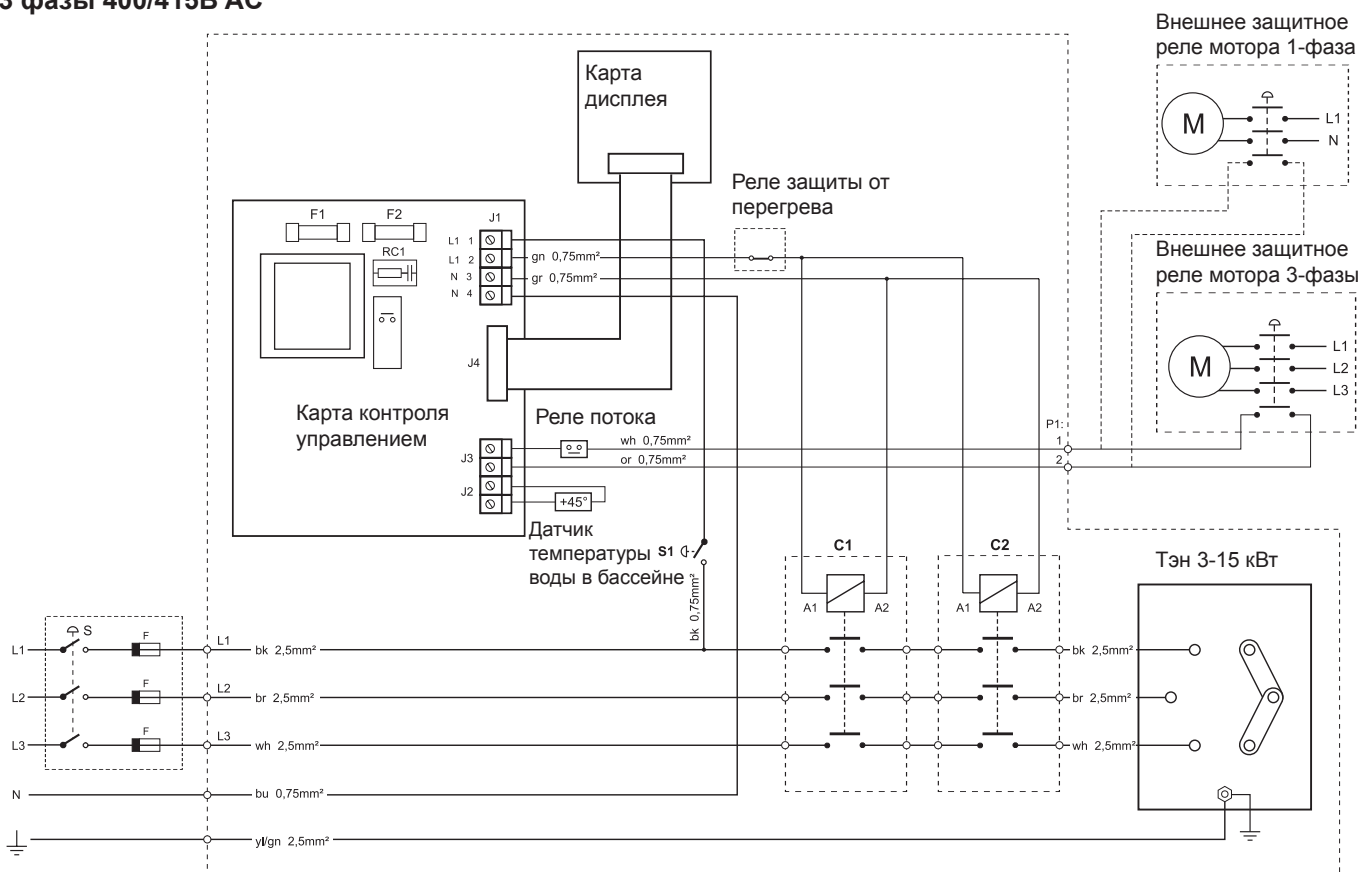 3 фазы 400/415В AC
Внешнее защитное
реле мотора 1-фаза
M
L1
N
Карта
дисплея
Реле защиты от
перегрева
F1
F2
J1
RC1
L1 1
L1 2
N 3
N 4
gn 0,75mm²
gr 0,75mm²
J4
Внешнее защитное
реле мотора 3-фазы
M
L1
L2
L3
Карта контроля
управлением
Реле потока
J3
J2
wh 0,75mm²
or 0,75mm²
P1:
1
2
+45°
Датчик
температуры
воды в бассейне
S1
bk 0,75mm²
C1
C2
A1
A2
A1
A2
Тэн 3-15 кВт
S
F
L1
L1
bk 2,5mm²
bk 2,5mm²
F
L2
L2
br 2,5mm²
br 2,5mm²
F
L3
L3
wh 2,5mm²
wh 2,5mm²
N
bu 0,75mm²
yl/gn 2,5mm²